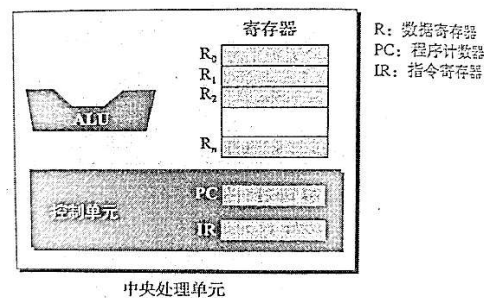 寄存器
R: 数据寄存器
PC: 程序计数器
IR: 指令寄存器
R₀
R₁
R₂
ALU
Rₙ
控制单元
PC
IR
中央处理单元